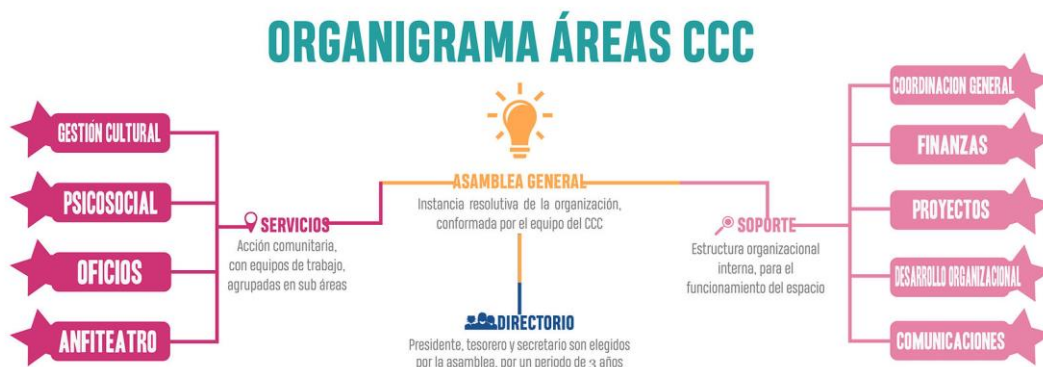 ORGANIGRAMA ÁREAS CCC
GESTIÓN CULTURAL
PSICOSOCIAL
OFICIOS
ANFITEATRO
SERVICIOS
Acción comunitaria,
con equipos de trabajo,
agrupadas en sub áreas
ASAMBLEA GENERAL
Instancia resolutiva de la organización,
conformada por el equipo del CCC
DIRECTORIO
Presidente, tesorero y secretario son elegidos
por la asamblea, por un periodo de 3 años
SOPORTE
Estructura organizacional
interna, para el
funcionamiento del espacio
COORDINACION GENERAL
FINANZAS
PROYECTOS
DESARROLLO ORGANIZACIONAL
COMUNICACIONES